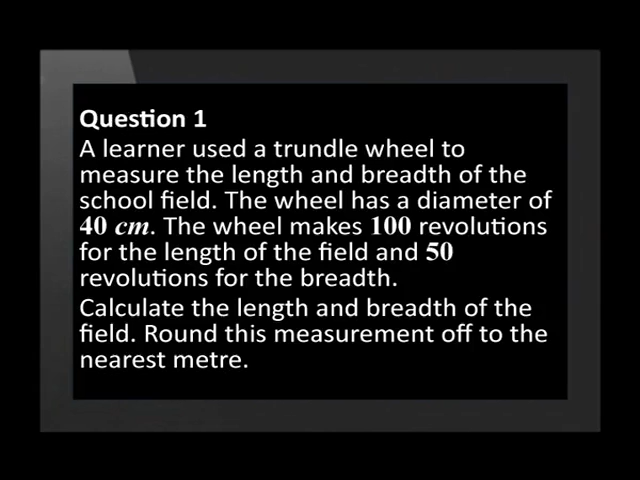 Question 1
A learner used a trundle wheel to
measure the length and breadth of the
school field. The wheel has a diameter of
40 cm. The wheel makes 100 revolutions
for the length of the field and 50
revolutions for the breadth.
Calculate the length and breadth of the
field. Round this measurement off to the
nearest metre.